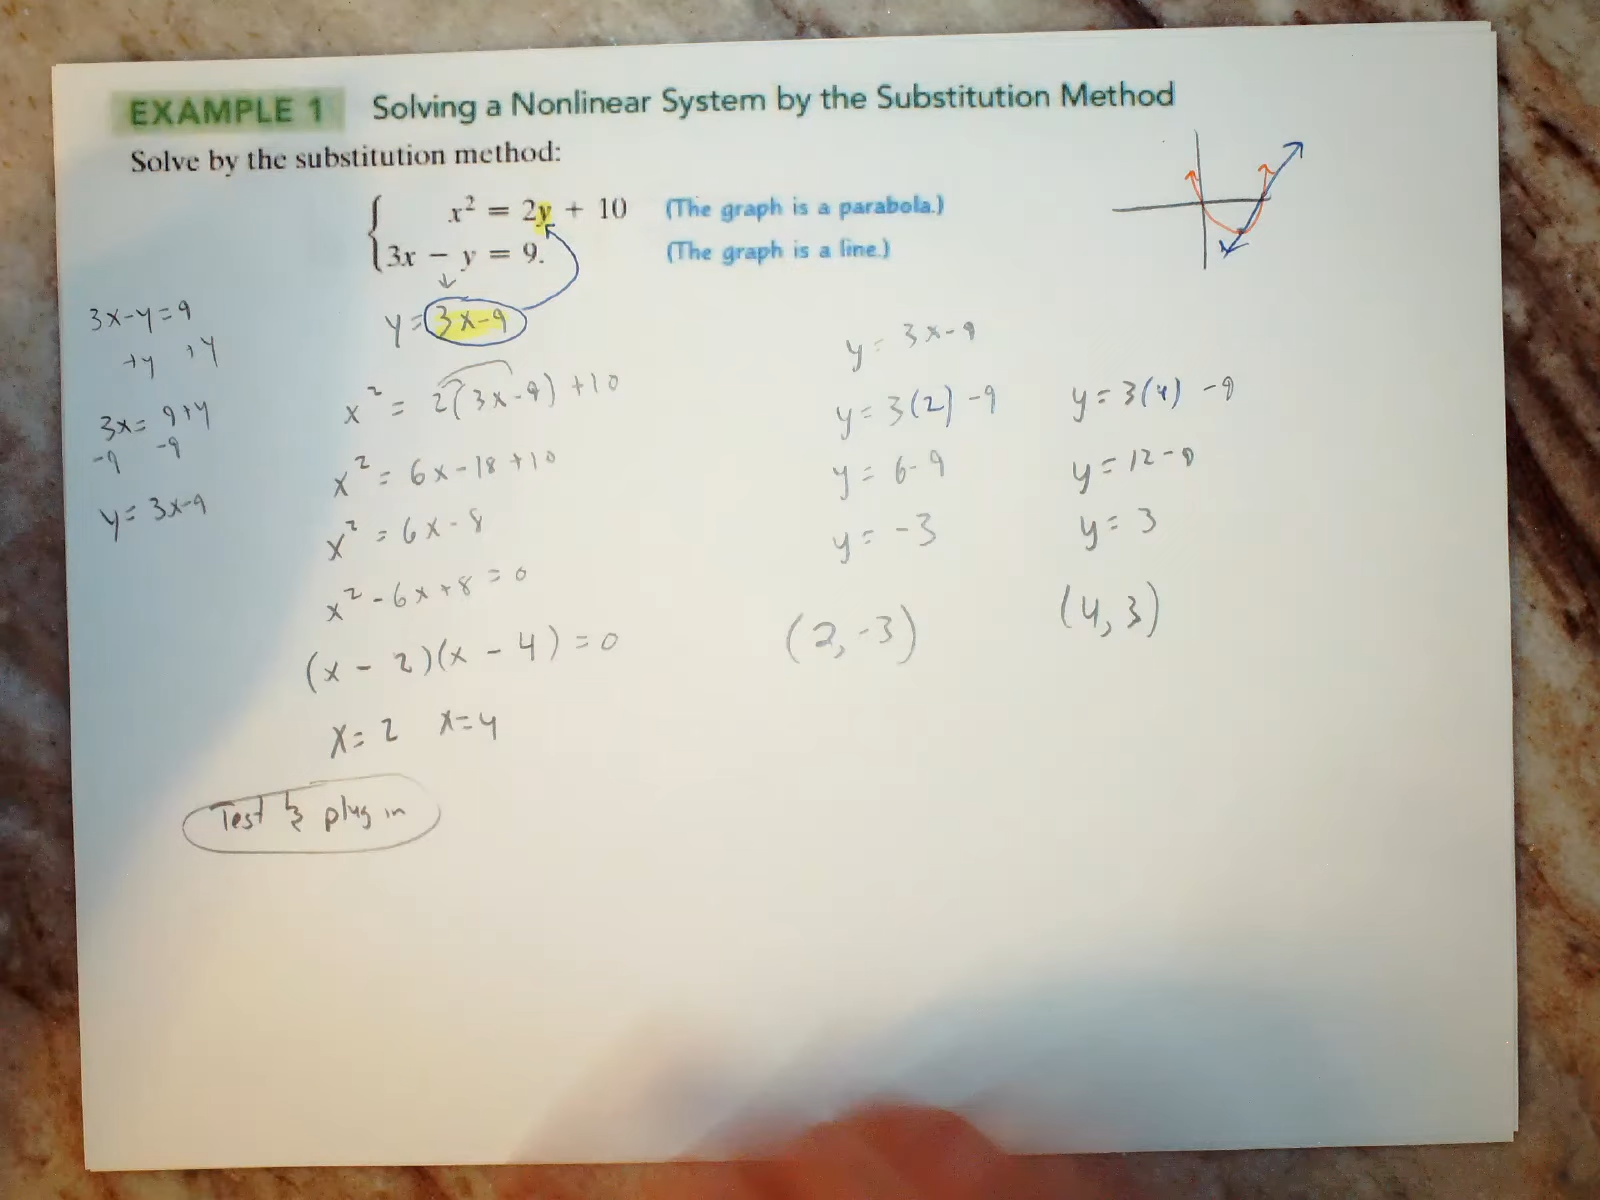 EXAMPLE 1 Solving a Nonlinear System by the Substitution Method
Solve by the substitution method:
x² = 2y + 10 (The graph is a parabola.)
3x − y = 9. (The graph is a line.)
3x-y=9
+y +y
3x= 9+y
-9 -9
y= 3x-9
y= 3x-9
x² = 2(3x-9) +10
x² = 6x-18+10
x² = 6x-8
x²-6x+8=0
(x - 2)(x - 4)=0
x=2 x=4
Test & plug in
y= 3x-9
y= 3(2) -9
y= 6-9
y= -3
(2,-3)
y= 3(4) -9
y= 12-9
y= 3
(4,3)